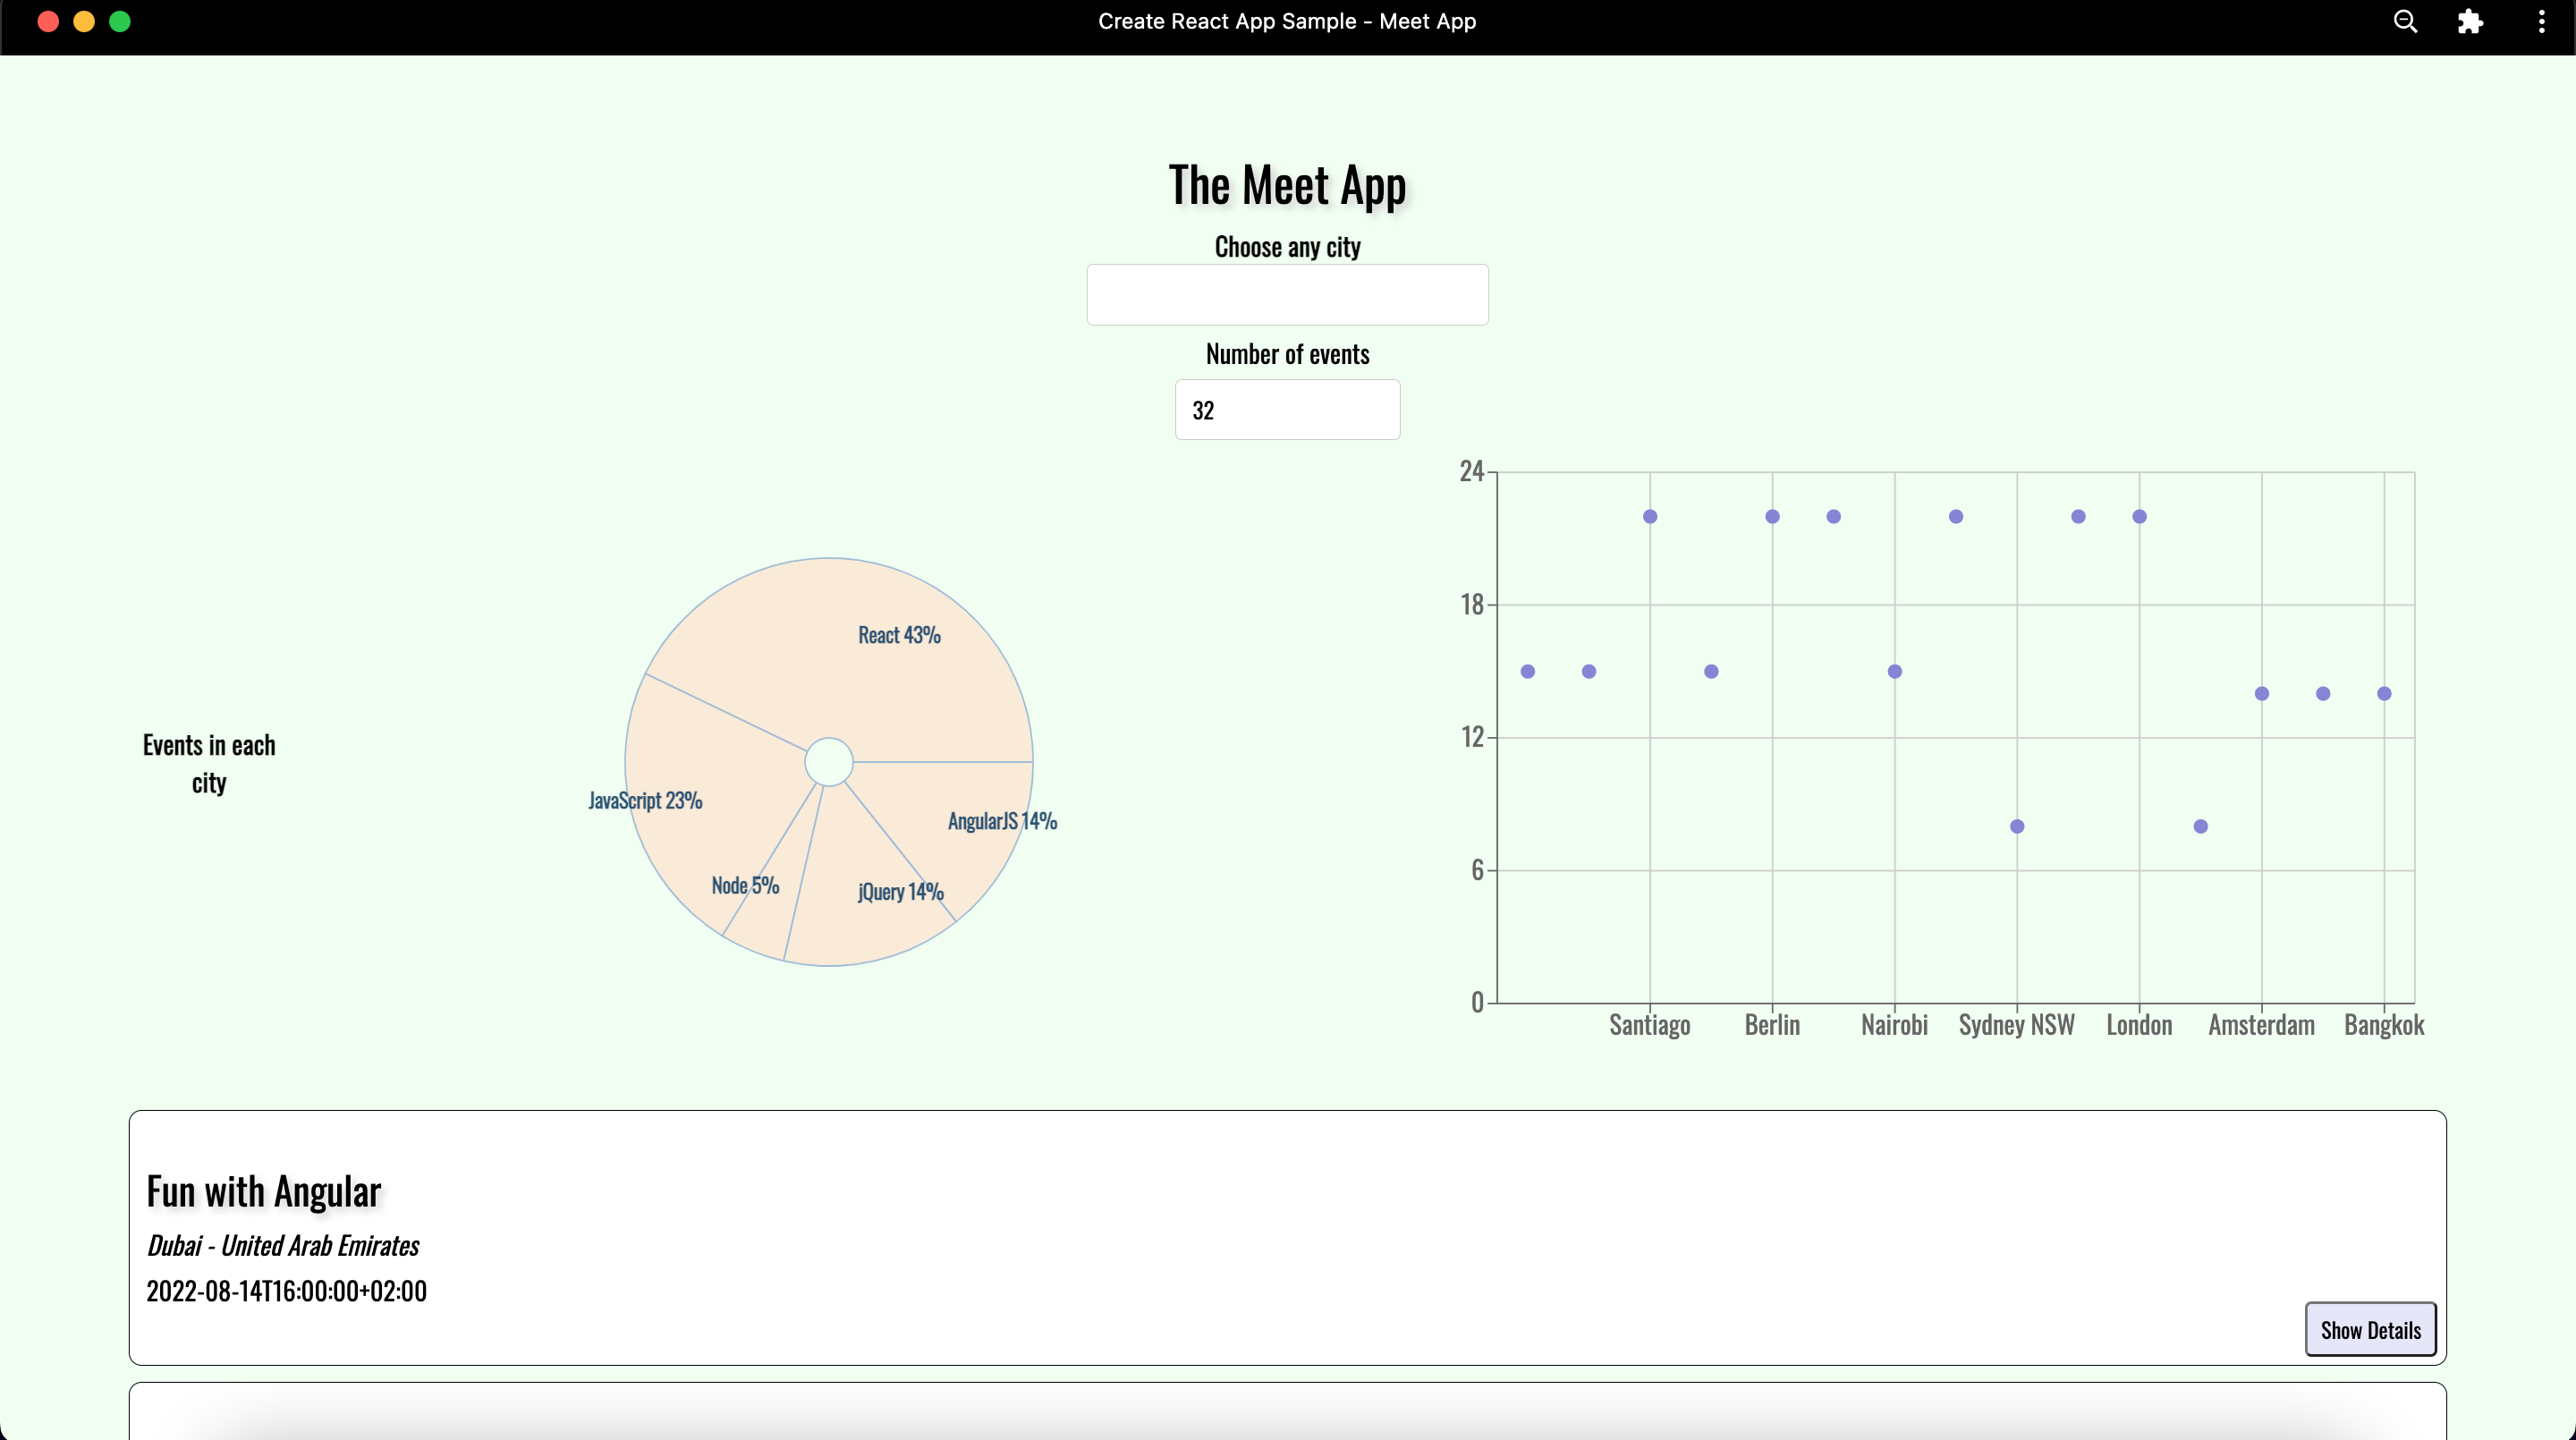 Create React App Sample - Meet App
The Meet App
Choose any city
Number of events
32
Events in each
city
React 43%
JavaScript 23%
AngularJS 14%
Node 5%
jQuery 14%
24
18
12
6
0
Santiago
Berlin
Nairobi
Sydney NSW
London
Amsterdam
Bangkok
Fun with Angular
Dubai - United Arab Emirates
2022-08-14T16:00:00+02:00
Show Details